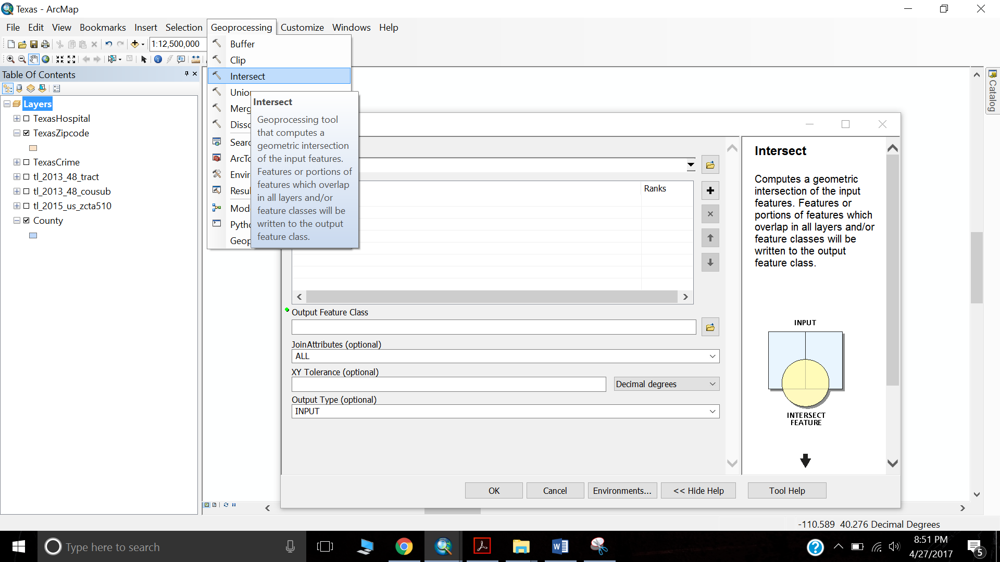 Texas - ArcMap
File Edit View Bookmarks Insert Selection Geoprocessing Customize Windows Help
1:12,500,000
Buffer
Clip
Intersect
Union
Merg
Disso
Searc
ArcTo
Envir
Resul
Mode
Pytho
Geop
Intersect
Geoprocessing tool
that computes a
geometric intersection
of the input features.
Features or portions of
features which overlap
in all layers and/or
feature classes will be
written to the output
feature class.
Table Of Contents
Layers
TexasHospital
TexasZipcode
TexasCrime
tl_2013_48_tract
tl_2013_48_cousub
tl_2015_us_zcta510
County
Catalog
Ranks
Output Feature Class
JoinAttributes (optional)
ALL
XY Tolerance (optional)
Decimal degrees
Output Type (optional)
INPUT
OK Cancel Environments... << Hide Help Tool Help
Intersect
Computes a geometric
intersection of the input
features. Features or
portions of features which
overlap in all layers and/or
feature classes will be
written to the output
feature class.
INPUT
INTERSECT
FEATURE
-110.589 40.276 Decimal Degrees
Type here to search
8:51 PM
4/27/2017
5